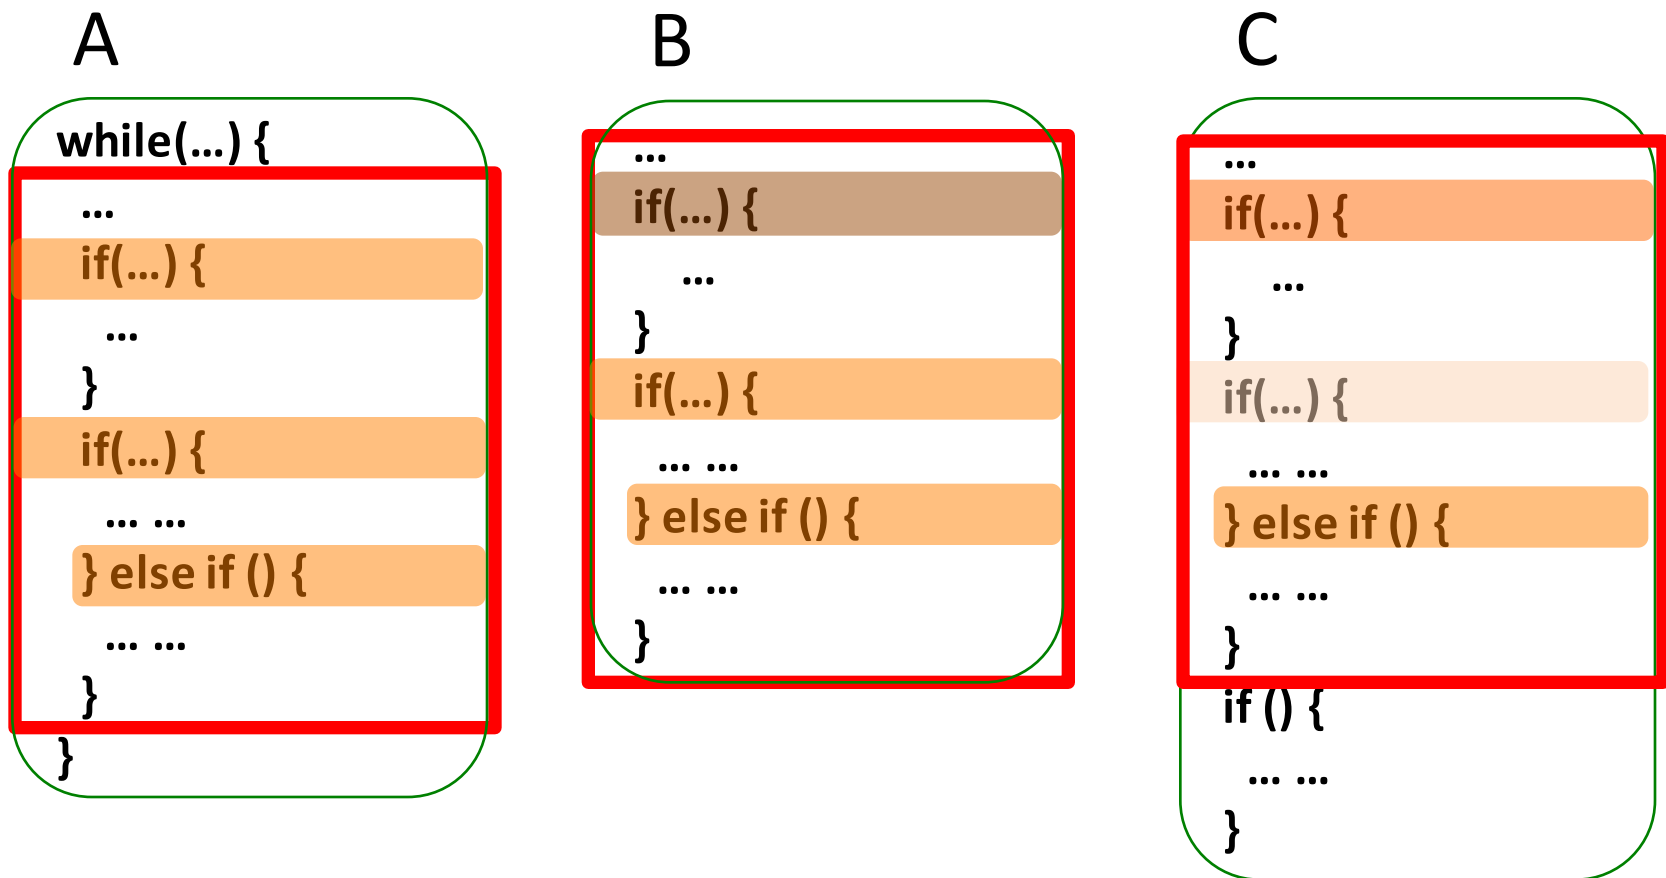 A
while(...) {
...
if(...) {
...
}
if(...) {
... ...
} else if () {
... ...
}
}
B
...
if(...) {
...
}
if(...) {
... ...
} else if () {
... ...
}
C
...
if(...) {
...
}
if(...) {
... ...
} else if () {
... ...
}
if () {
... ...
}